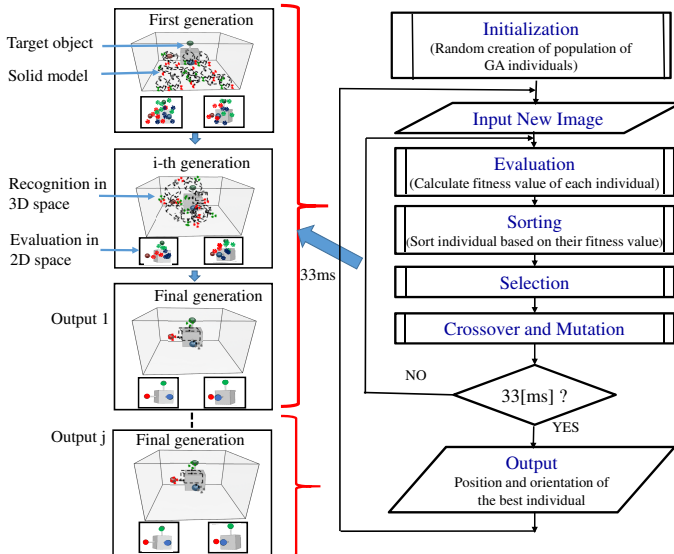 First generation
Target object
Solid model
i-th generation
Recognition in
3D space
Evaluation in
2D space
Final generation
Output 1
Output j
Final generation
33ms
Initialization
(Random creation of population of
GA individuals)
Input New Image
Evaluation
(Calculate fitness value of each individual)
Sorting
(Sort individual based on their fitness value)
Selection
Crossover and Mutation
NO
33[ms] ?
YES
Output
Position and orientation of
the best individual